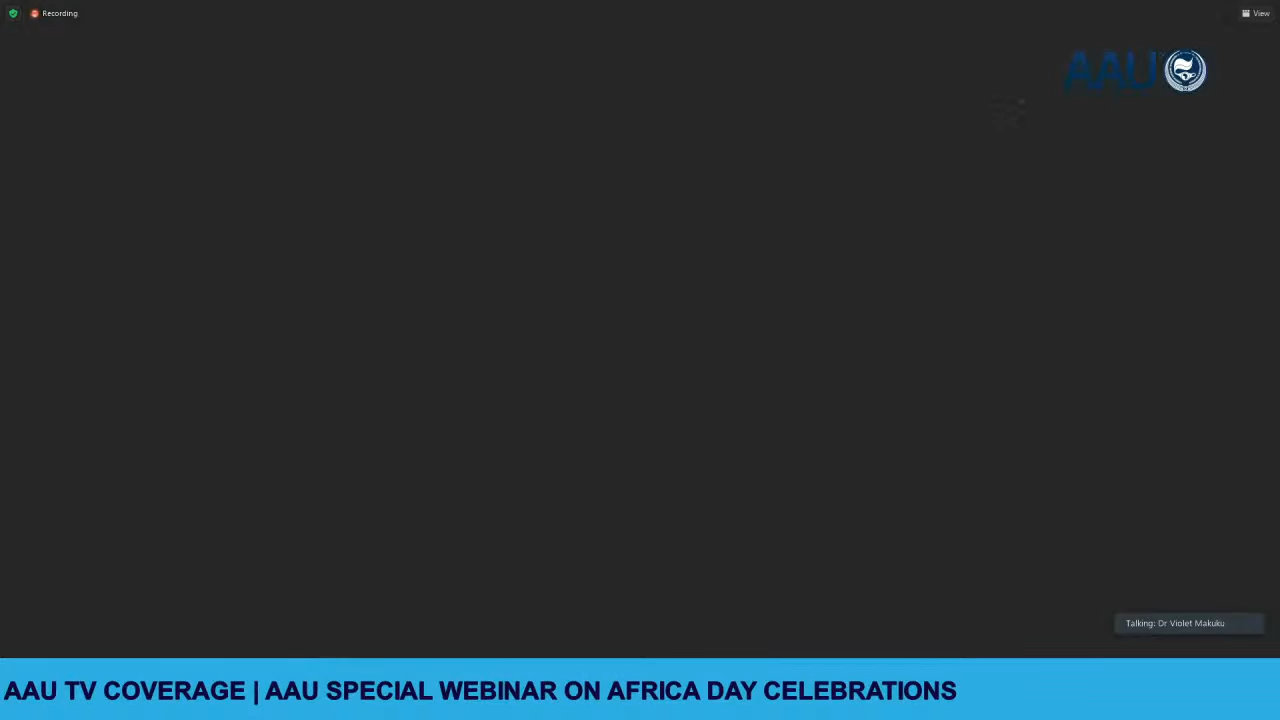 Recording
View
AAU
Talking: Dr Violet Makuku
AAU TV COVERAGE | AAU SPECIAL WEBINAR ON AFRICA DAY CELEBRATIONS